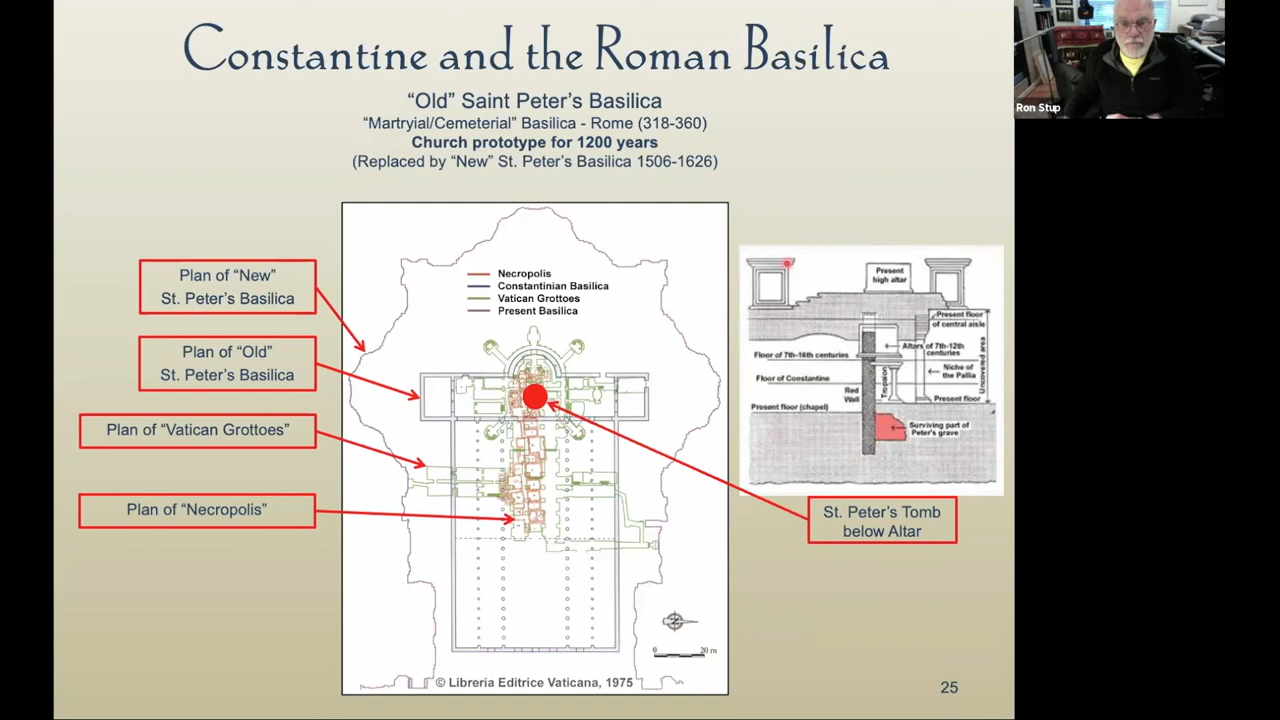 Constantine and the Roman Basilica
“Old” Saint Peter’s Basilica
“Martryial/Cemeterial” Basilica - Rome (318-360)
Church prototype for 1200 years
(Replaced by “New” St. Peter’s Basilica 1506-1626)
Ron Stup
Plan of “New”
St. Peter’s Basilica
Plan of “Old”
St. Peter’s Basilica
Plan of “Vatican Grottoes”
Plan of “Necropolis”
Necropolis
Constantinian Basilica
Vatican Grottoes
Present Basilica
0 20 m
© Libreria Editrice Vaticana, 1975
Present
high altar
Present floor
of central aisle
Altars of 7th-12th
centuries
Floor of 7th-16th centuries
Niche of
the Pallia
Uncovered area
Floor of Constantine
Red
Wall
Tropaion
Present floor (chapel)
Present floor
Surviving part of
Peter's grave
St. Peter’s Tomb
below Altar
25